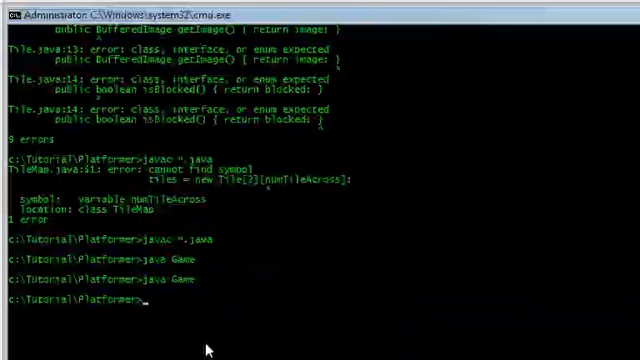 Administrator: C:\Windows\system32\cmd.exe
public BufferedImage getImage() { return image; }
^
Tile.java:13: error: class, interface, or enum expected
public BufferedImage getImage() { return image; }
^
Tile.java:14: error: class, interface, or enum expected
public boolean isBlocked() { return blocked; }
^
Tile.java:14: error: class, interface, or enum expected
public boolean isBlocked() { return blocked; }
^
9 errors
c:\Tutorial\Platformer>javac *.java
TileMap.java:51: error: cannot find symbol
tiles = new Tile[2][numTileAcross];
^
symbol: variable numTileAcross
location: class TileMap
1 error
c:\Tutorial\Platformer>javac *.java
c:\Tutorial\Platformer>java Game
c:\Tutorial\Platformer>java Game
c:\Tutorial\Platformer>_